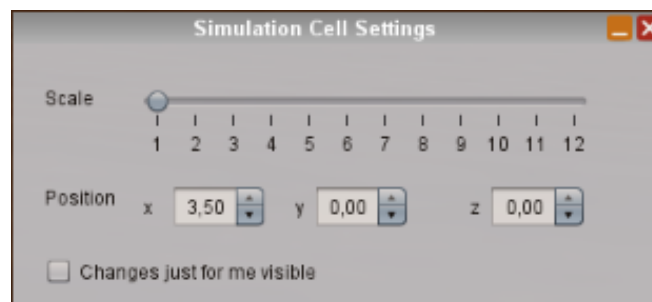 Simulation Cell Settings
Scale
1 2 3 4 5 6 7 8 9 10 11 12
Position x 3,50 y 0,00 z 0,00
Changes just for me visible